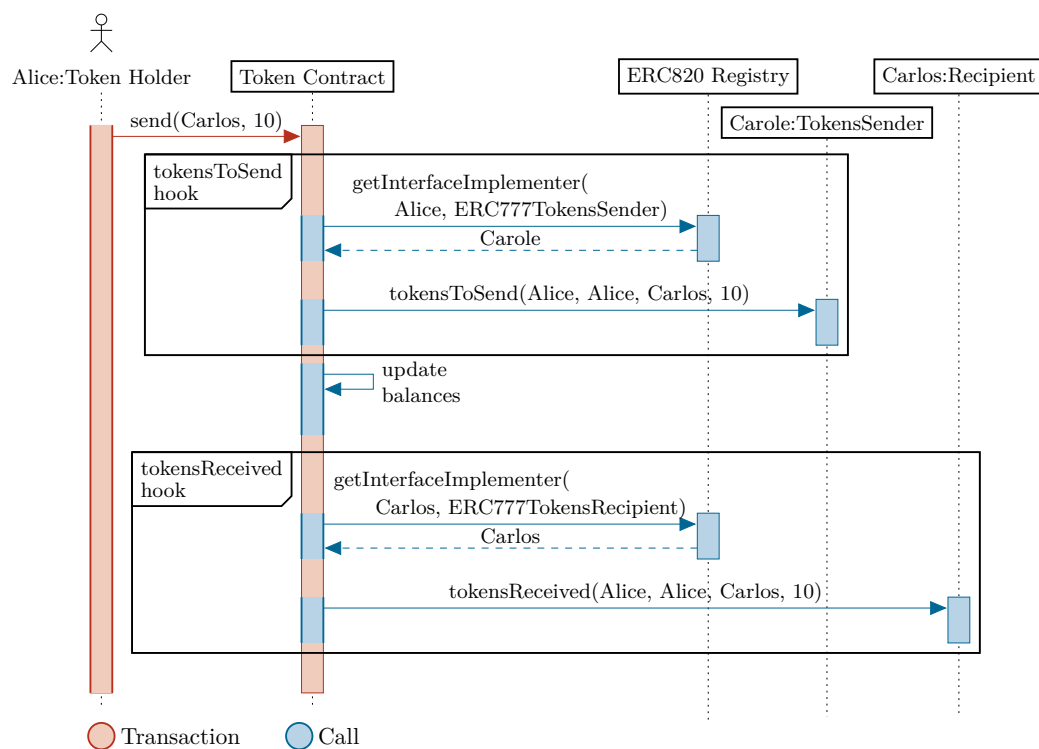 Alice:Token Holder
Token Contract
ERC820 Registry
Carlos:Recipient
Carole:TokensSender
send(Carlos, 10)
tokensToSend
hook
getInterfaceImplementer(
Alice, ERC777TokensSender)
Carole
tokensToSend(Alice, Alice, Carlos, 10)
update
balances
tokensReceived
hook
getInterfaceImplementer(
Carlos, ERC777TokensRecipient)
Carlos
tokensReceived(Alice, Alice, Carlos, 10)
Transaction
Call